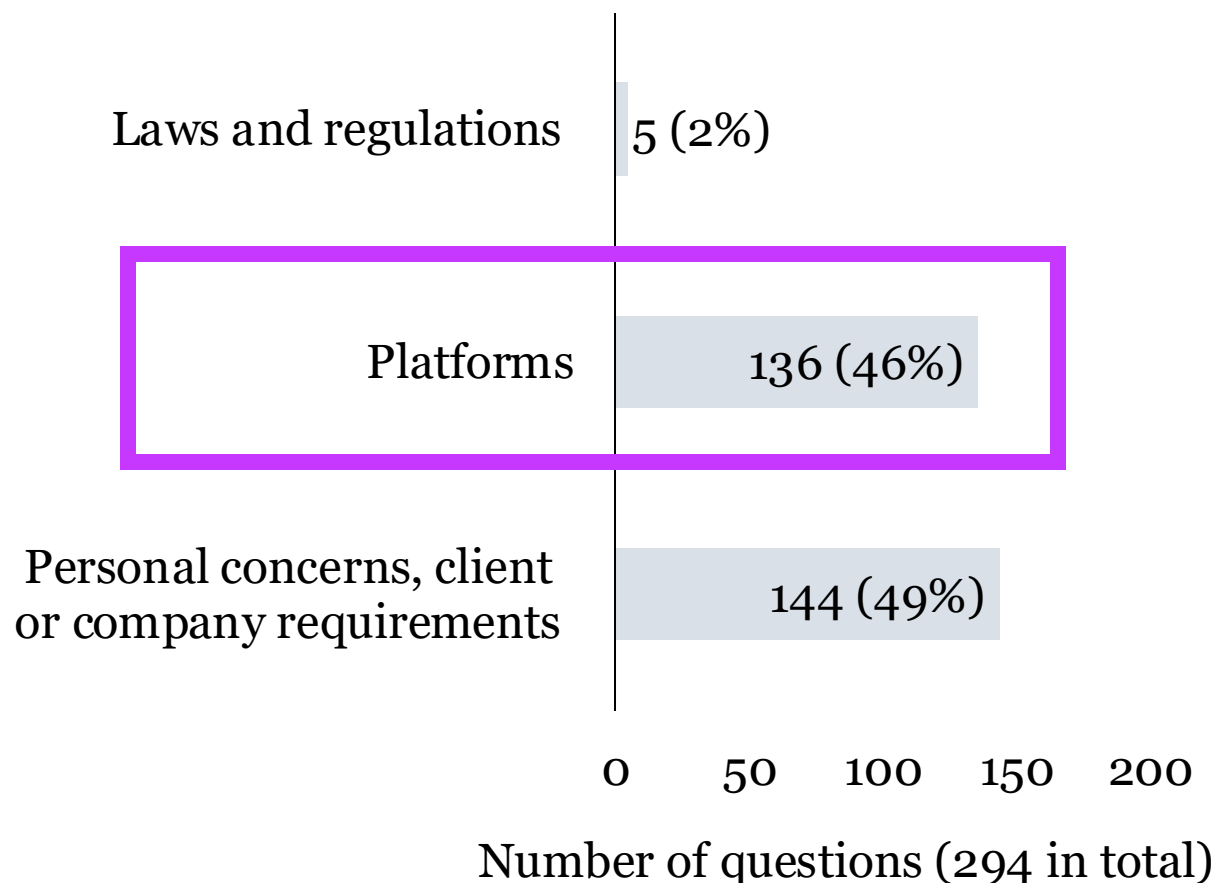 Laws and regulations 5 (2%)
Platforms 136 (46%)
Personal concerns, client
or company requirements 144 (49%)
0 50 100 150 200
Number of questions (294 in total)